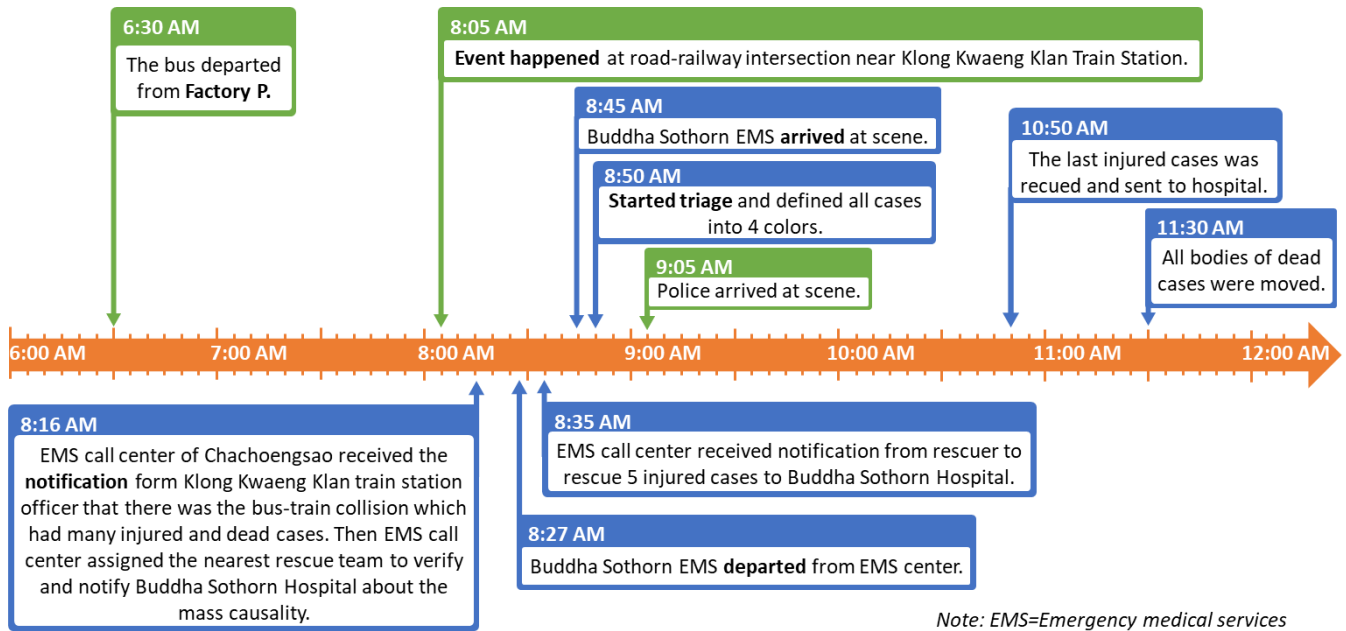 6:30 AM
The bus departed
from Factory P.
8:05 AM
Event happened at road-railway intersection near Klong Kwaeng Klan Train Station.
8:45 AM
Buddha Sothorn EMS arrived at scene.
8:50 AM
Started triage and defined all cases
into 4 colors.
9:05 AM
Police arrived at scene.
10:50 AM
The last injured cases was
recued and sent to hospital.
11:30 AM
All bodies of dead
cases were moved.
6:00 AM 7:00 AM 8:00 AM 9:00 AM 10:00 AM 11:00 AM 12:00 AM
8:16 AM
EMS call center of Chachoengsao received the
notification form Klong Kwaeng Klan train station
officer that there was the bus-train collision which
had many injured and dead cases. Then EMS call
center assigned the nearest rescue team to verify
and notify Buddha Sothorn Hospital about the
mass causality.
8:35 AM
EMS call center received notification from rescuer to
rescue 5 injured cases to Buddha Sothorn Hospital.
8:27 AM
Buddha Sothorn EMS departed from EMS center.
Note: EMS=Emergency medical services